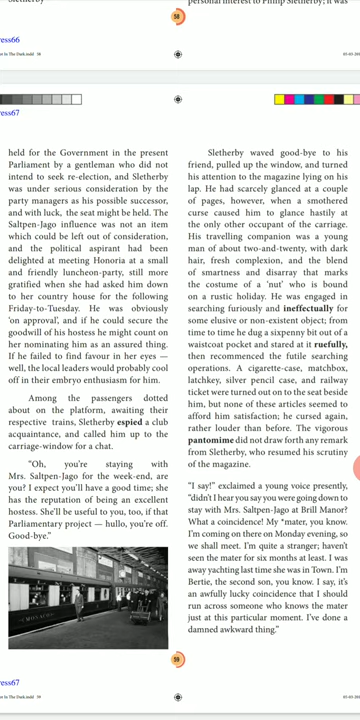 58
ress66
held for the Government in the present
Parliament by a gentleman who did not
intend to seek re-election, and Sletherby
was under serious consideration by the
party managers as his possible successor,
and with luck, the seat might be held. The
Saltpen-Jago influence was not an item
which could be left out of consideration,
and the political aspirant had been
delighted at meeting Honoria at a small
and friendly luncheon-party, still more
gratified when she had asked him down
to her country house for the following
Friday-to-Tuesday. He was obviously
'on approval', and if he could secure the
goodwill of his hostess he might count on
her nominating him as an assured thing.
If he failed to find favour in her eyes —
well, the local leaders would probably cool
off in their embryo enthusiasm for him.
Among the passengers dotted
about on the platform, awaiting their
respective trains, Sletherby espied a club
acquaintance, and called him up to the
carriage-window for a chat.
"Oh, you're staying with
Mrs. Saltpen-Jago for the week-end, are
you? I expect you'll have a good time; she
has the reputation of being an excellent
hostess. She'll be useful to you, too, if that
Parliamentary project — hullo, you're off.
Good-bye."
Sletherby waved good-bye to his
friend, pulled up the window, and turned
his attention to the magazine lying on his
lap. He had scarcely glanced at a couple
of pages, however, when a smothered
curse caused him to glance hastily at
the only other occupant of the carriage.
His travelling companion was a young
man of about two-and-twenty, with dark
hair, fresh complexion, and the blend
of smartness and disarray that marks
the costume of a 'nut' who is bound
on a rustic holiday. He was engaged in
searching furiously and ineffectually for
some elusive or non-existent object; from
time to time he dug a sixpenny bit out of a
waistcoat pocket and stared at it ruefully,
then recommenced the futile searching
operations. A cigarette-case, matchbox,
latchkey, silver pencil case, and railway
ticket were turned out on to the seat beside
him, but none of these articles seemed to
afford him satisfaction; he cursed again,
rather louder than before. The vigorous
pantomime did not draw forth any remark
from Sletherby, who resumed his scrutiny
of the magazine.
"I say!" exclaimed a young voice presently,
"didn't I hear you say you were going down to
stay with Mrs. Saltpen-Jago at Brill Manor?
What a coincidence! My *mater, you know.
I'm coming there on Monday evening, so
we shall meet. I'm quite a stranger; haven't
seen the mater for six months at least. I
was away yachting last time she was in Town. I'm
Bertie, the second son, you know. I say, it's
an awfully lucky coincidence that I should
run across someone who knows the mater
just at this particular moment. I've done a
damned awkward thing."
59
ress67